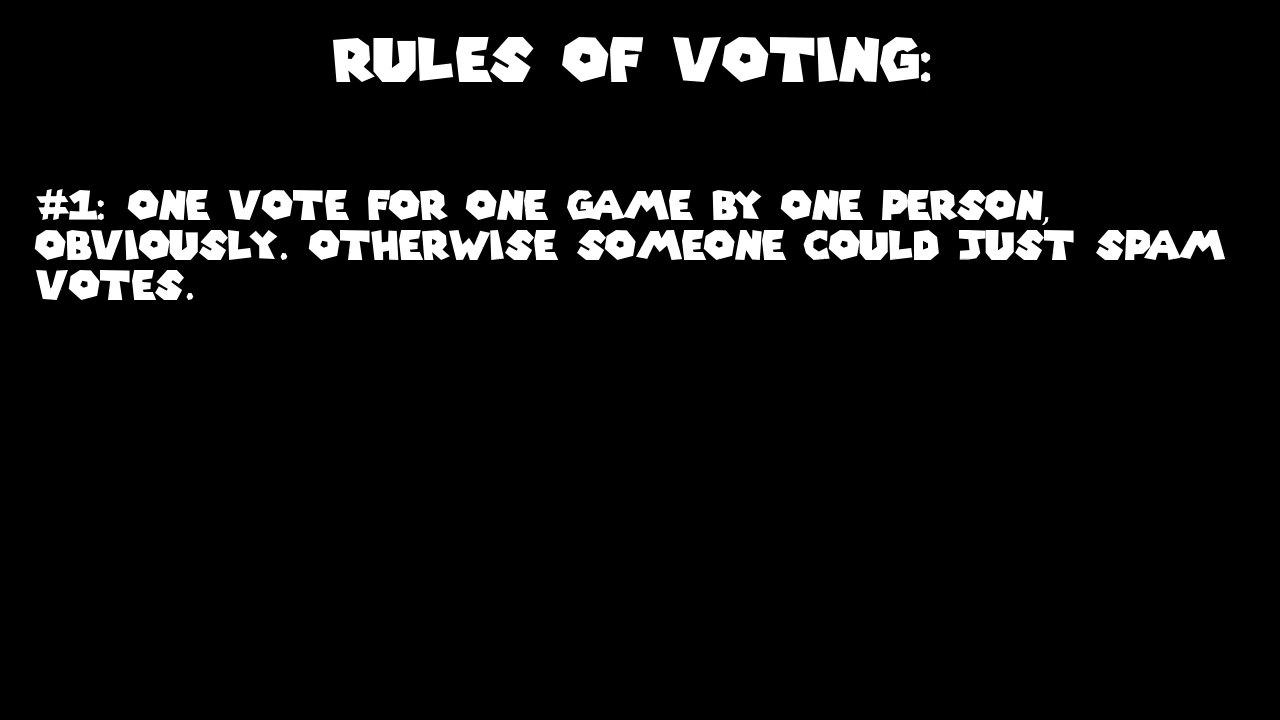 RULES OF VOTING:
#1: ONE VOTE FOR ONE GAME BY ONE PERSON,
OBVIOUSLY. OTHERWISE SOMEONE COULD JUST SPAM
VOTES.